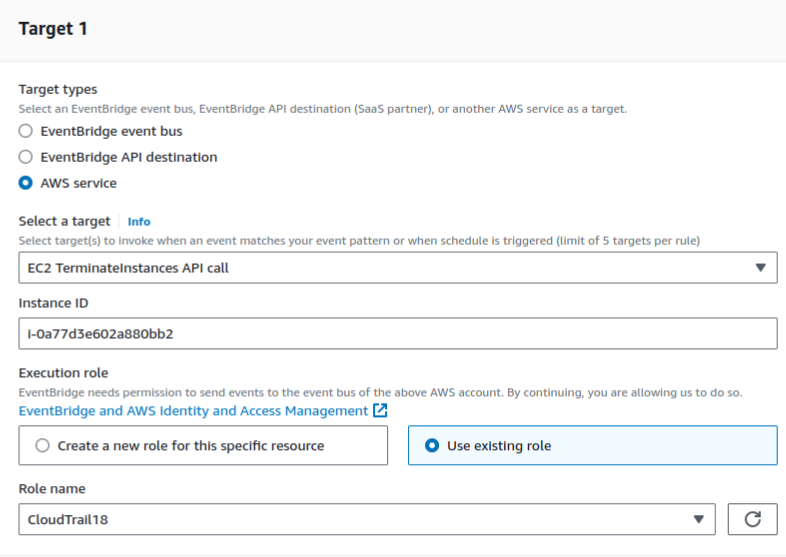 Target 1
Target types
Select an EventBridge event bus, EventBridge API destination (SaaS partner), or another AWS service as a target.
EventBridge event bus
EventBridge API destination
AWS service
Select a target Info
Select target(s) to invoke when an event matches your event pattern or when schedule is triggered (limit of 5 targets per rule)
EC2 TerminateInstances API call
Instance ID
i-0a77d3e602a880bb2
Execution role
EventBridge needs permission to send events to the event bus of the above AWS account. By continuing, you are allowing us to do so.
EventBridge and AWS Identity and Access Management
Create a new role for this specific resource Use existing role
Role name
CloudTrail18